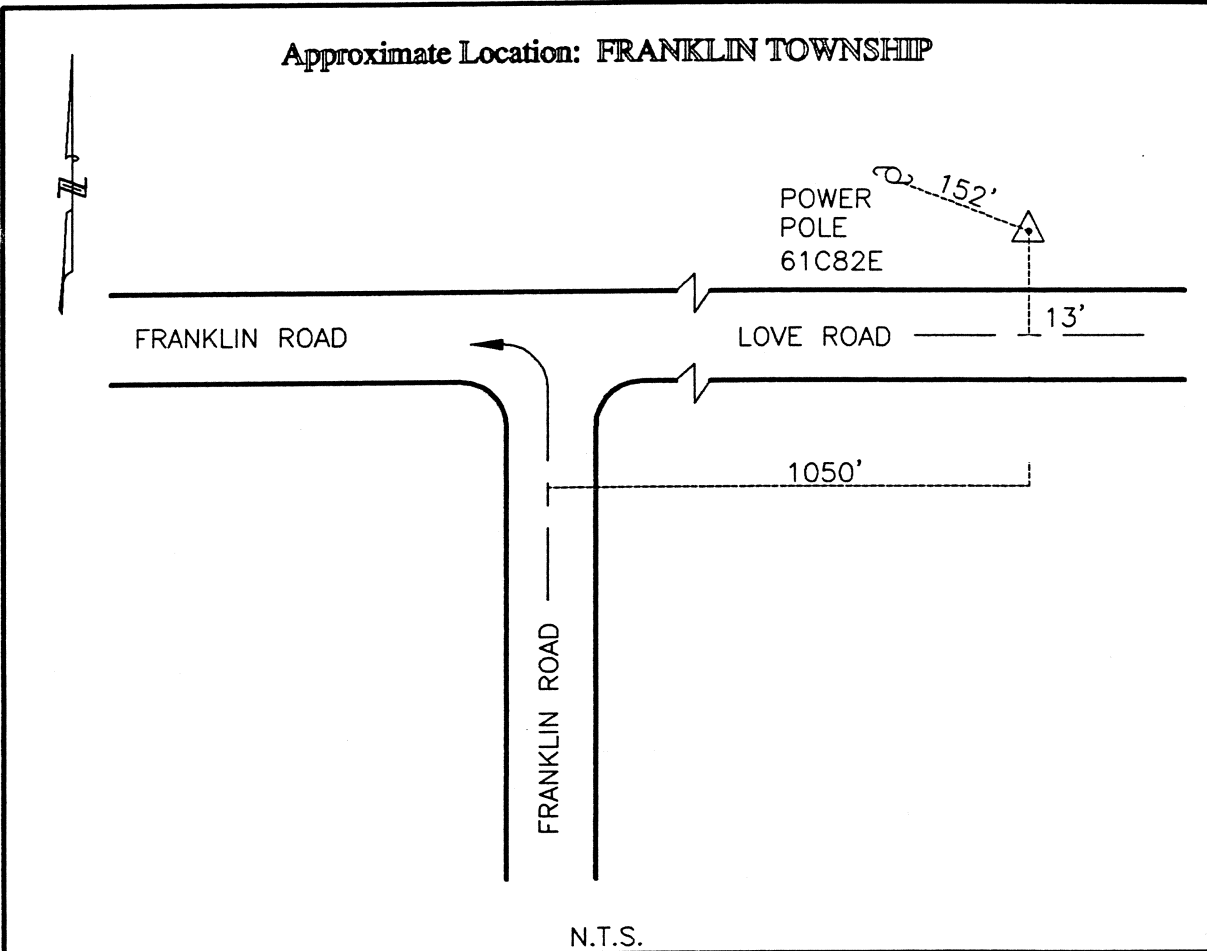 Approximate Location: FRANKLIN TOWNSHIP
N
POWER
POLE
61C82E
152'
FRANKLIN ROAD
LOVE ROAD
13'
1050'
FRANKLIN ROAD
N.T.S.